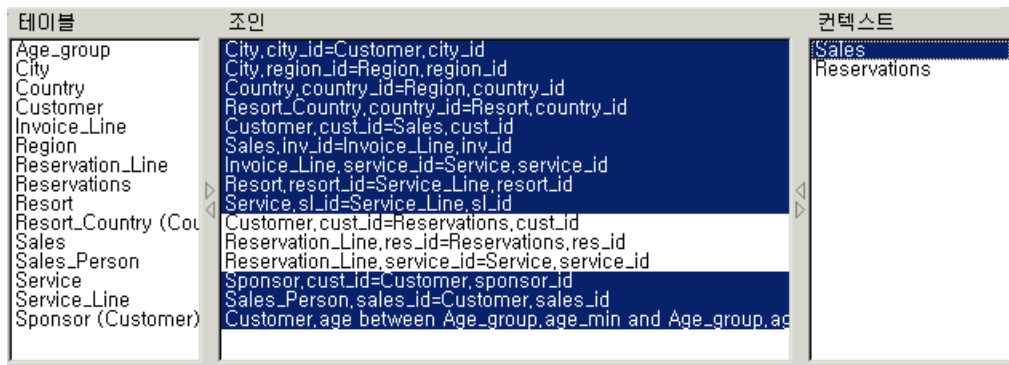 테이블
Age_group
City
Country
Customer
Invoice_Line
Region
Reservation_Line
Reservations
Resort
Resort_Country (Cou
Sales
Sales_Person
Service
Service_Line
Sponsor (Customer)
조인
City,city_id=Customer,city_id
City,region_id=Region,region_id
Country,country_id=Region,country_id
Resort_Country,country_id=Resort,country_id
Customer,cust_id=Sales,cust_id
Sales,inv_id=Invoice_Line,inv_id
Invoice_Line,service_id=Service,service_id
Resort,resort_id=Service_Line,resort_id
Service,sl_id=Service_Line,sl_id
Customer,cust_id=Reservations,cust_id
Reservation_Line,res_id=Reservations,res_id
Reservation_Line,service_id=Service,service_id
Sponsor,cust_id=Customer,sponsor_id
Sales_Person,sales_id=Customer,sales_id
Customer,age between Age_group,age_min and Age_group,ag
컨텍스트
Sales
Reservations